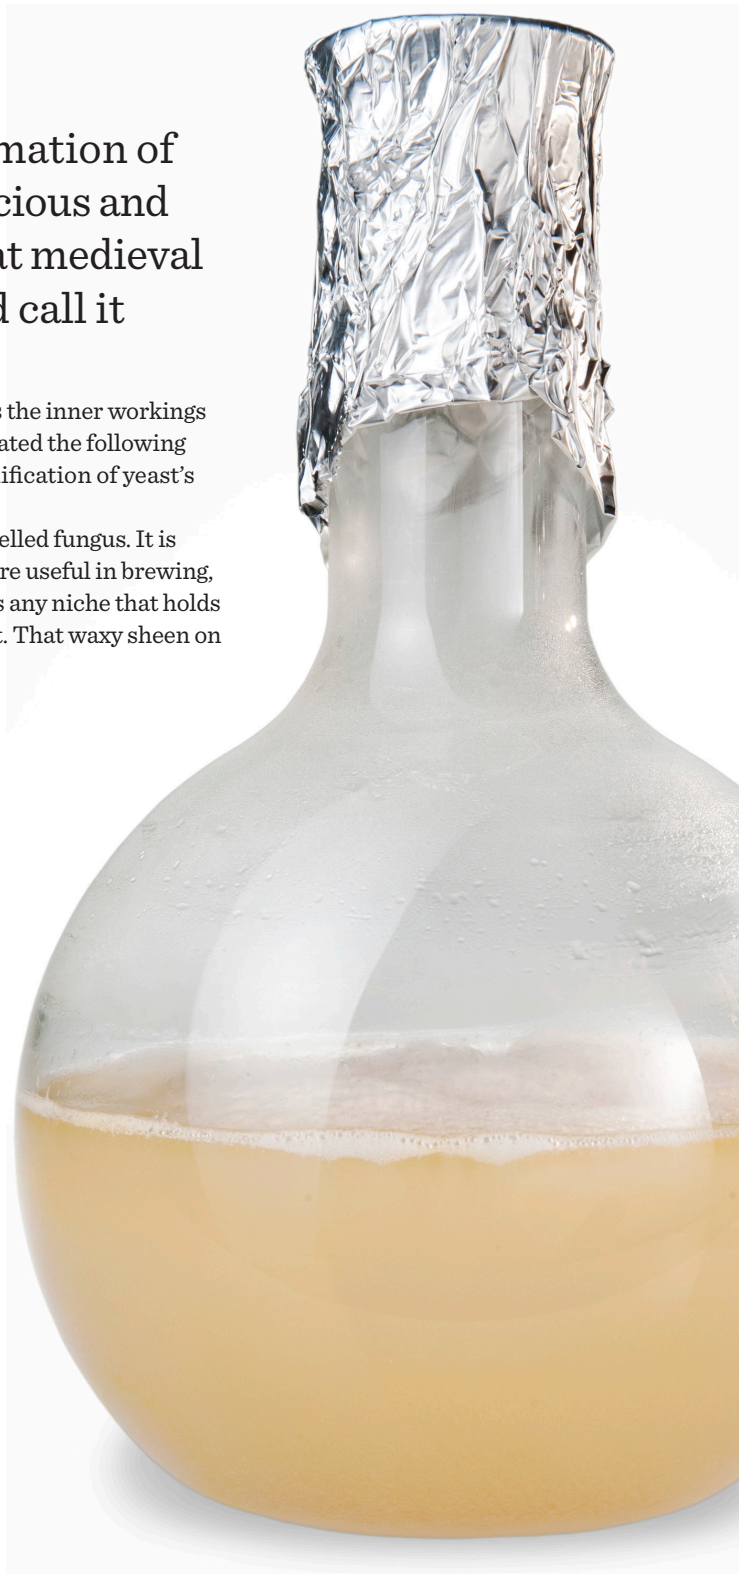 mation of
cious and
at medieval
d call it
s the inner workings
ated the following
ification of yeast's
elled fungus. It is
re useful in brewing,
s any niche that holds
t. That waxy sheen on